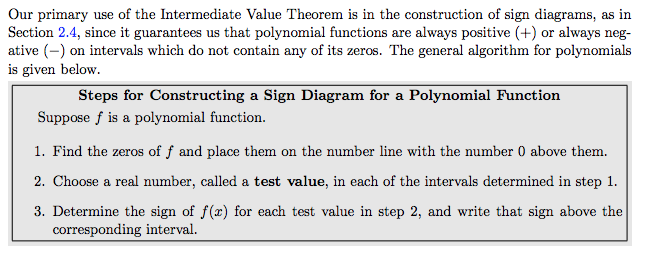 Our primary use of the Intermediate Value Theorem is in the construction of sign diagrams, as in
Section 2.4, since it guarantees us that polynomial functions are always positive (+) or always neg-
ative (−) on intervals which do not contain any of its zeros. The general algorithm for polynomials
is given below.
Steps for Constructing a Sign Diagram for a Polynomial Function
Suppose f is a polynomial function.
1. Find the zeros of f and place them on the number line with the number 0 above them.
2. Choose a real number, called a test value, in each of the intervals determined in step 1.
3. Determine the sign of f(x) for each test value in step 2, and write that sign above the
corresponding interval.